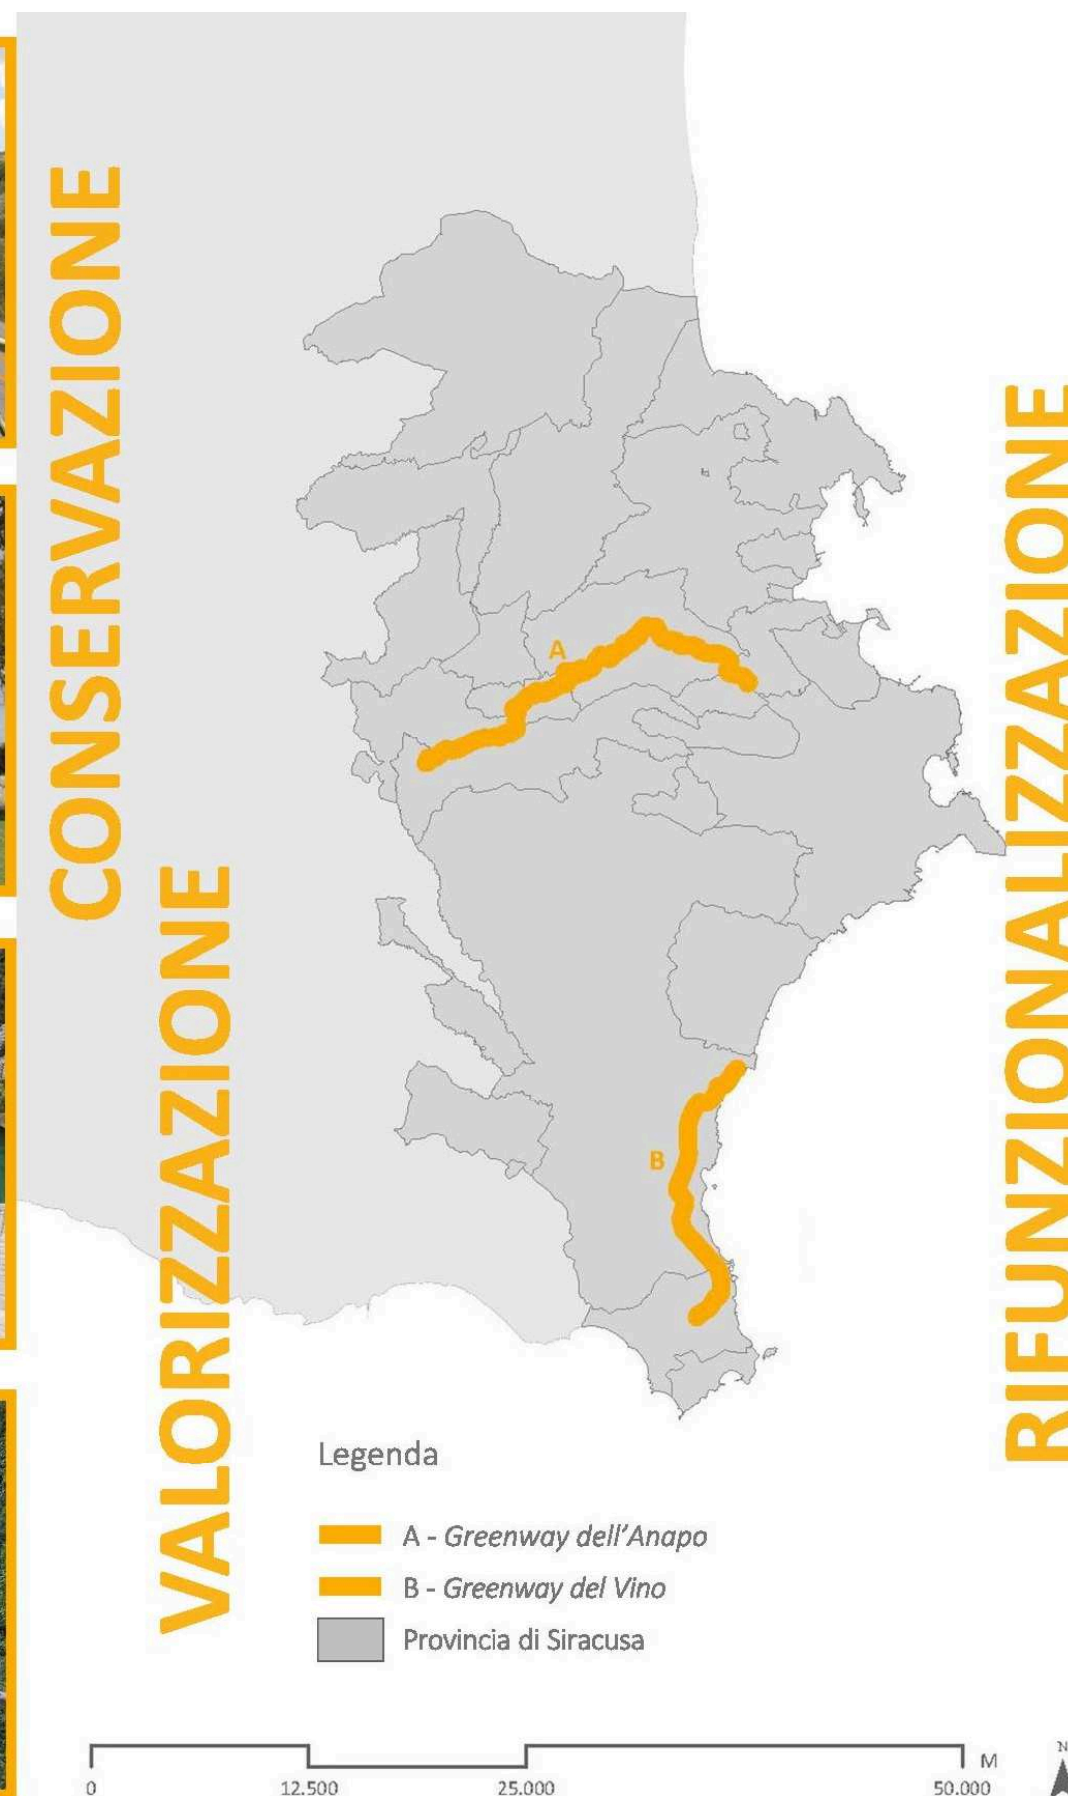 CONSERVAZIONE
VALORIZZAZIONE
RIFUNZIONALIZZAZIONE
A
B
Legenda
A - Greenway dell'Anapo
B - Greenway del Vino
Provincia di Siracusa
0 12.500 25.000 50.000 M
N